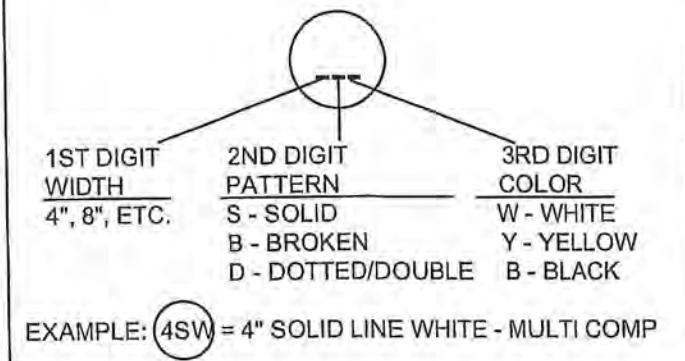 1ST DIGIT 2ND DIGIT 3RD DIGIT
WIDTH PATTERN COLOR
4", 8", ETC. S - SOLID W - WHITE
B - BROKEN Y - YELLOW
D - DOTTED/DOUBLE B - BLACK
EXAMPLE: 4SW = 4" SOLID LINE WHITE - MULTI COMP